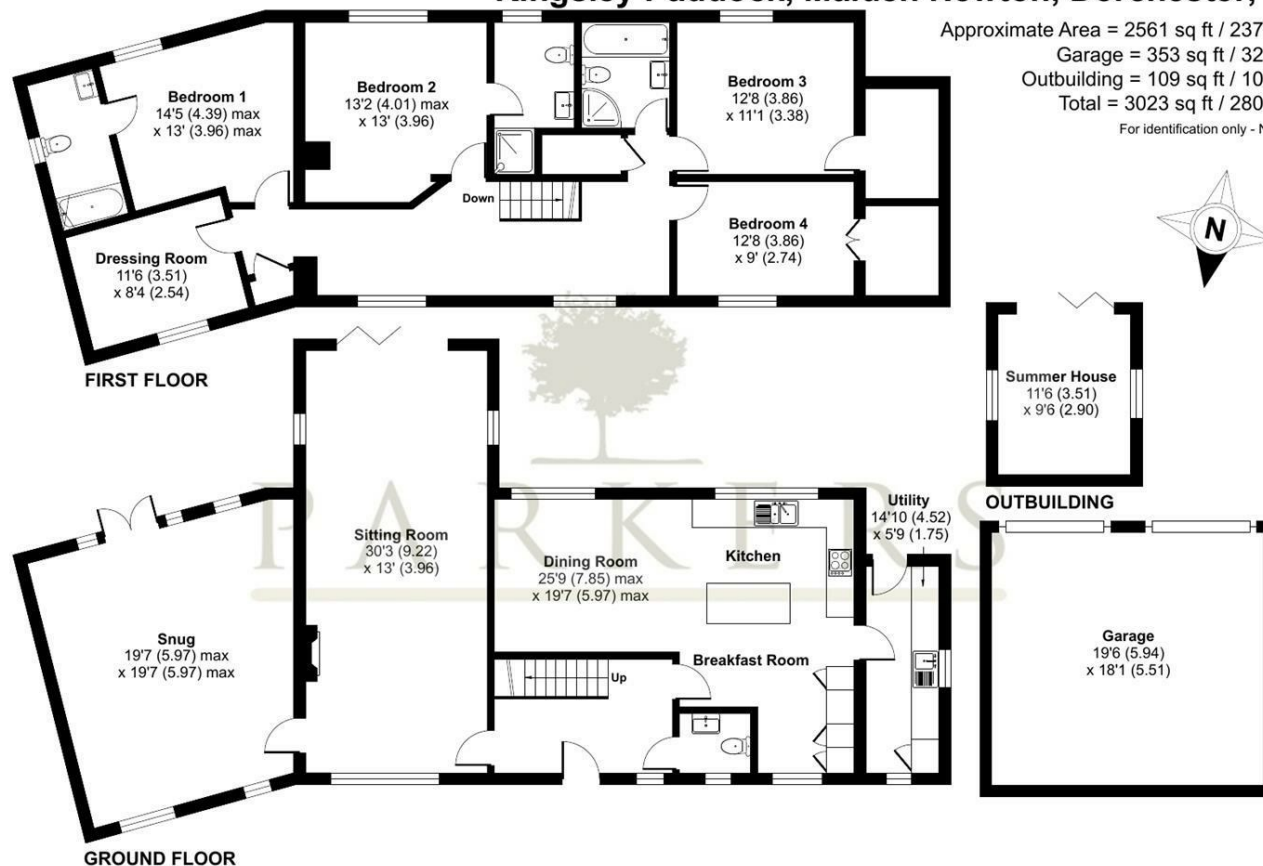 Approximate Area = 2561 sq ft / 237
Garage = 353 sq ft / 32
Outbuilding = 109 sq ft / 10
Total = 3023 sq ft / 280
For identification only - N
Bedroom 1
14'5 (4.39) max
x 13' (3.96) max
Bedroom 2
13'2 (4.01) max
x 13' (3.96)
Bedroom 3
12'8 (3.86)
x 11'1 (3.38)
Down
Bedroom 4
12'8 (3.86)
x 9' (2.74)
Dressing Room
11'6 (3.51)
x 8'4 (2.54)
N
FIRST FLOOR
Summer House
11'6 (3.51)
x 9'6 (2.90)
OUTBUILDING
PARKERS
Utility
14'10 (4.52)
x 5'9 (1.75)
Sitting Room
30'3 (9.22)
x 13' (3.96)
Dining Room
25'9 (7.85) max
x 19'7 (5.97) max
Kitchen
Snug
19'7 (5.97) max
x 19'7 (5.97) max
Breakfast Room
Up
Garage
19'6 (5.94)
x 18'1 (5.51)
GROUND FLOOR